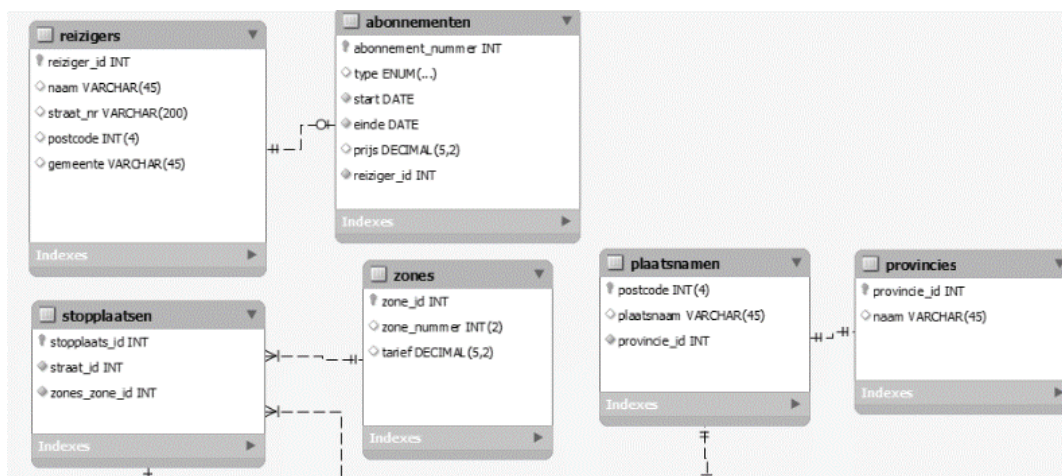 reizigers
reiziger_id INT
naam VARCHAR(45)
straat_nr VARCHAR(200)
postcode INT(4)
gemeente VARCHAR(45)
Indexes
abonnementen
abonnement_nummer INT
type ENUM(...)
start DATE
einde DATE
prijs DECIMAL(5,2)
reiziger_id INT
Indexes
stopplaatsen
stopplaats_id INT
straat_id INT
zones_zone_id INT
Indexes
zones
zone_id INT
zone_nummer INT(2)
tarief DECIMAL(5,2)
Indexes
plaatsnamen
postcode INT(4)
plaatsnaam VARCHAR(45)
provincie_id INT
Indexes
provincies
provincie_id INT
naam VARCHAR(45)
Indexes